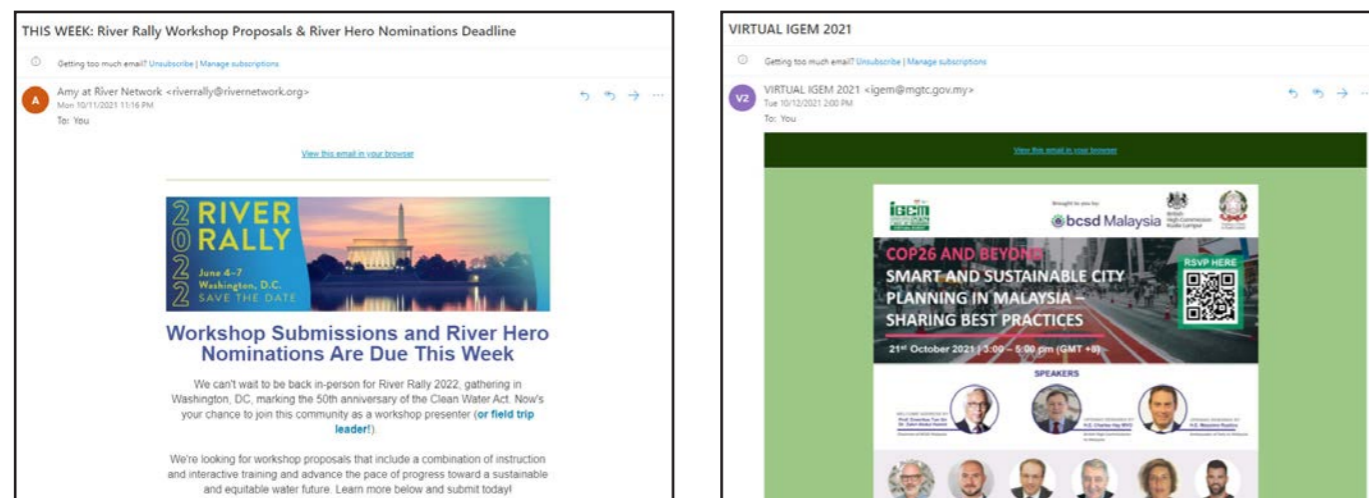 THIS WEEK: River Rally Workshop Proposals & River Hero Nominations Deadline
Getting too much email? Unsubscribe | Manage subscriptions
A
Amy at River Network <riverrally@rivernetwork.org>
Mon 10/11/2021 11:16 PM
To: You
View this email in your browser
2022
RIVER
RALLY
June 4-7
Washington, D.C.
SAVE THE DATE
Workshop Submissions and River Hero
Nominations Are Due This Week
We can't wait to be back in-person for River Rally 2022, gathering in
Washington, DC, marking the 50th anniversary of the Clean Water Act. Now's
your chance to join this community as a workshop presenter (or field trip
leader!).
We're looking for workshop proposals that include a combination of instruction
and interactive training and advance the pace of progress toward a sustainable
and equitable water future. Learn more below and submit today!
VIRTUAL IGEM 2021
Getting too much email? Unsubscribe | Manage subscriptions
V2
VIRTUAL IGEM 2021 <igem@mgtc.gov.my>
Tue 10/12/2021 2:00 PM
To: You
View this email in your browser
iGEM
Brought to you by:
bcsd Malaysia
British
High Commission
Kuala Lumpur
COP26 AND BEYOND
SMART AND SUSTAINABLE CITY
PLANNING IN MALAYSIA –
SHARING BEST PRACTICES
RSVP HERE
21st October 2021 | 3:00 – 5:00 pm (GMT +8)
SPEAKERS